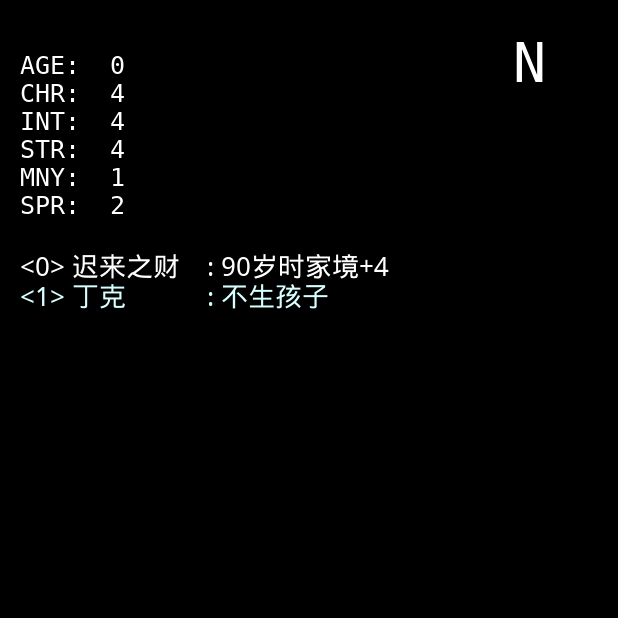 N
AGE: 0
CHR: 4
INT: 4
STR: 4
MNY: 1
SPR: 2
<0> 迟来之财 : 90岁时家境+4
<1> 丁克 : 不生孩子